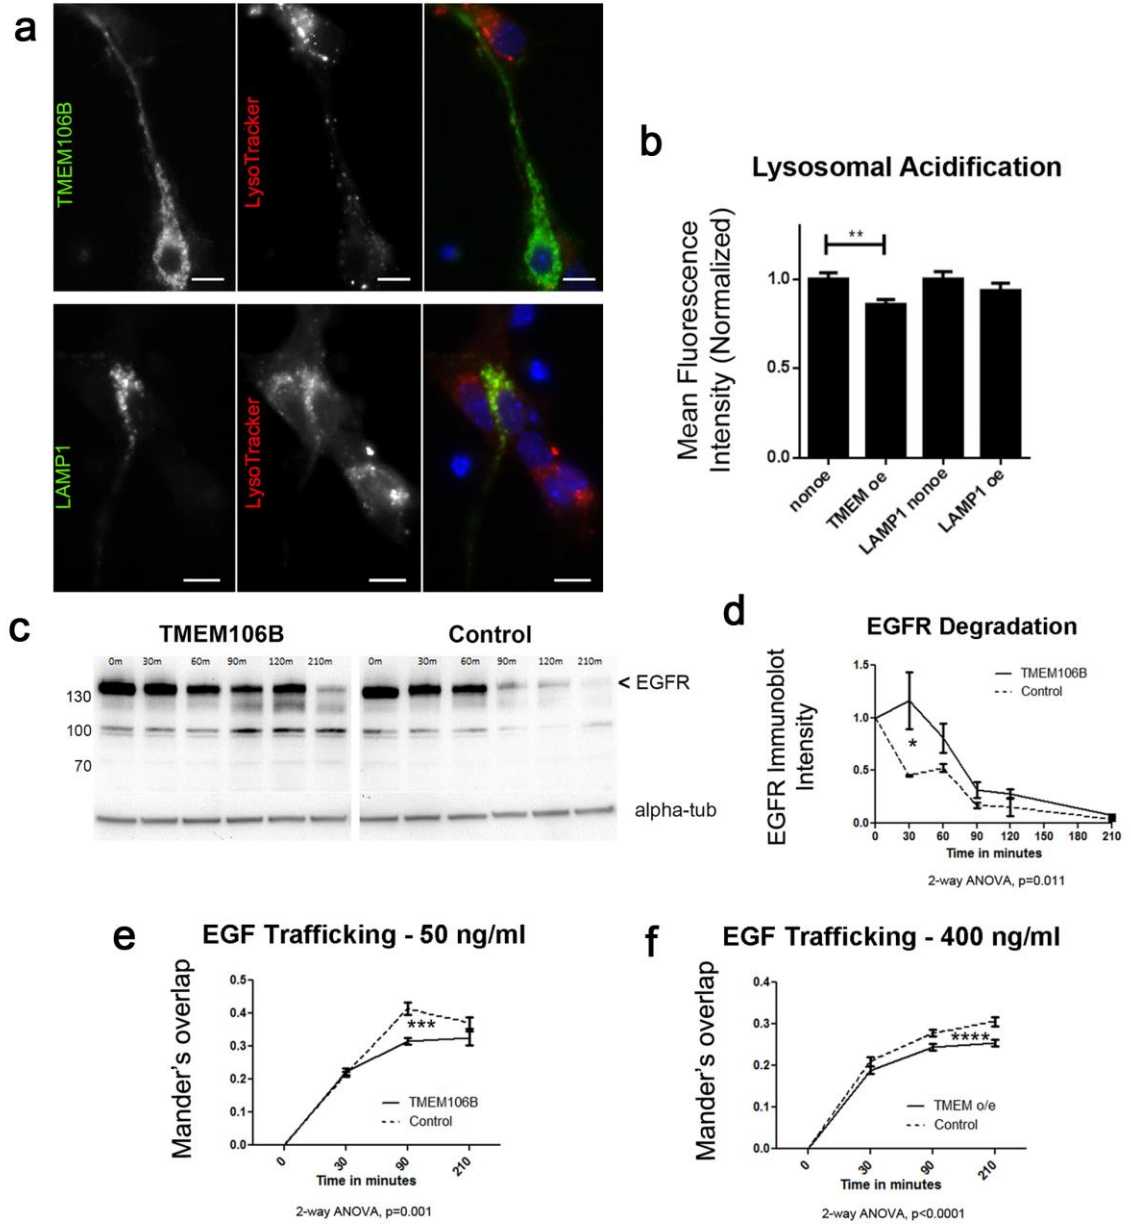 a
TMEM106B
LysoTracker
LAMP1
LysoTracker
b
Lysosomal Acidification
Mean Fluorescence
Intensity (Normalized)
1.0
0.5
0.0
**
nonoe
TMEM oe
LAMP1 nonoe
LAMP1 oe
c
TMEM106B Control
0m 30m 60m 90m 120m 210m 0m 30m 60m 90m 120m 210m
130
100
70
< EGFR
alpha-tub
d
EGFR Degradation
EGFR Immunoblot
Intensity
1.5
1.0
0.5
0.0
TMEM106B
Control
*
0 30 60 90 120 150 180 210
Time in minutes
2-way ANOVA, p=0.011
e
EGF Trafficking - 50 ng/ml
Mander's overlap
0.5
0.4
0.3
0.2
0.1
0.0
***
TMEM106B
Control
0 30 90 210
Time in minutes
2-way ANOVA, p=0.001
f
EGF Trafficking - 400 ng/ml
Mander's overlap
0.4
0.3
0.2
0.1
0.0
****
TMEM o/e
Control
0 30 90 210
Time in minutes
2-way ANOVA, p<0.0001